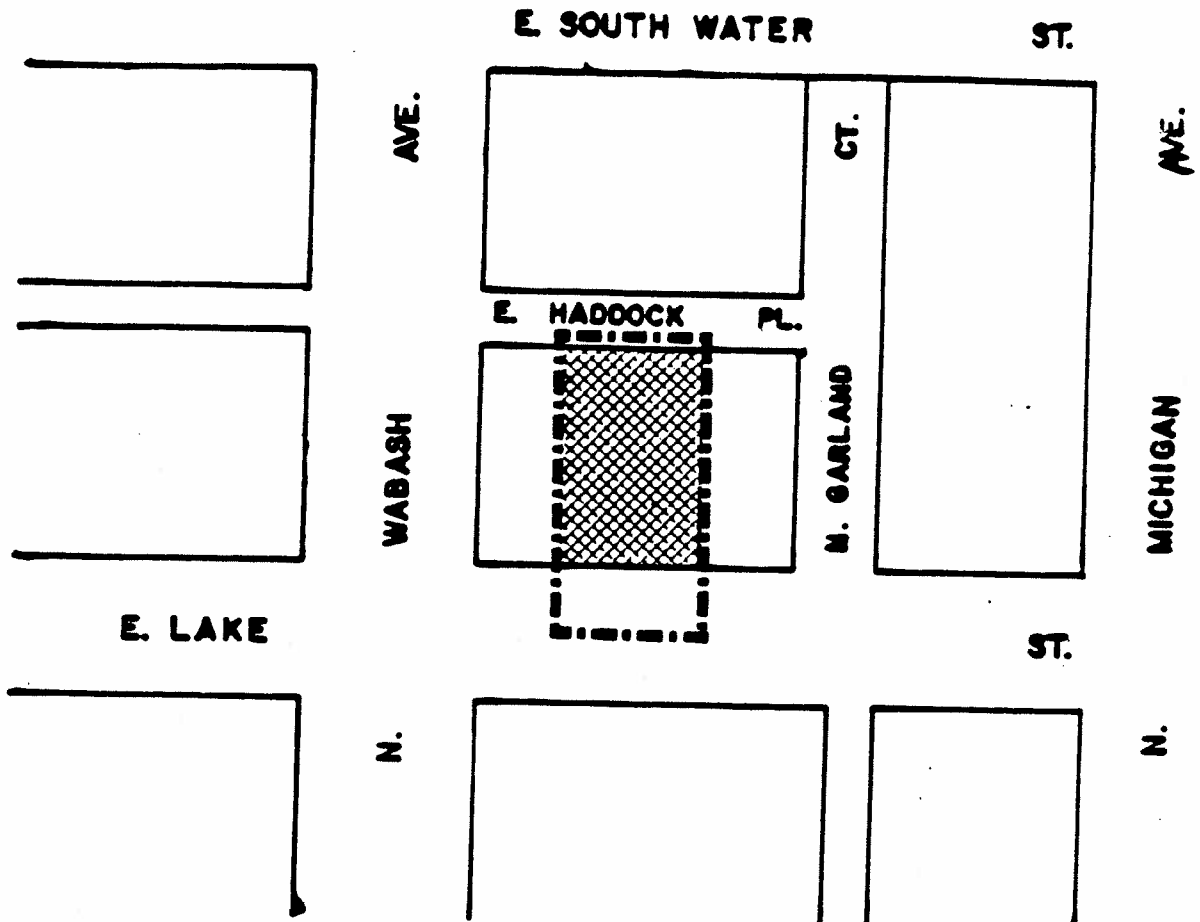 E. SOUTH WATER ST.
AVE.
CT.
AVE.
E. HADDOCK PL.
WABASH
N. GARLAND
MICHIGAN
E. LAKE ST.
N.
N.